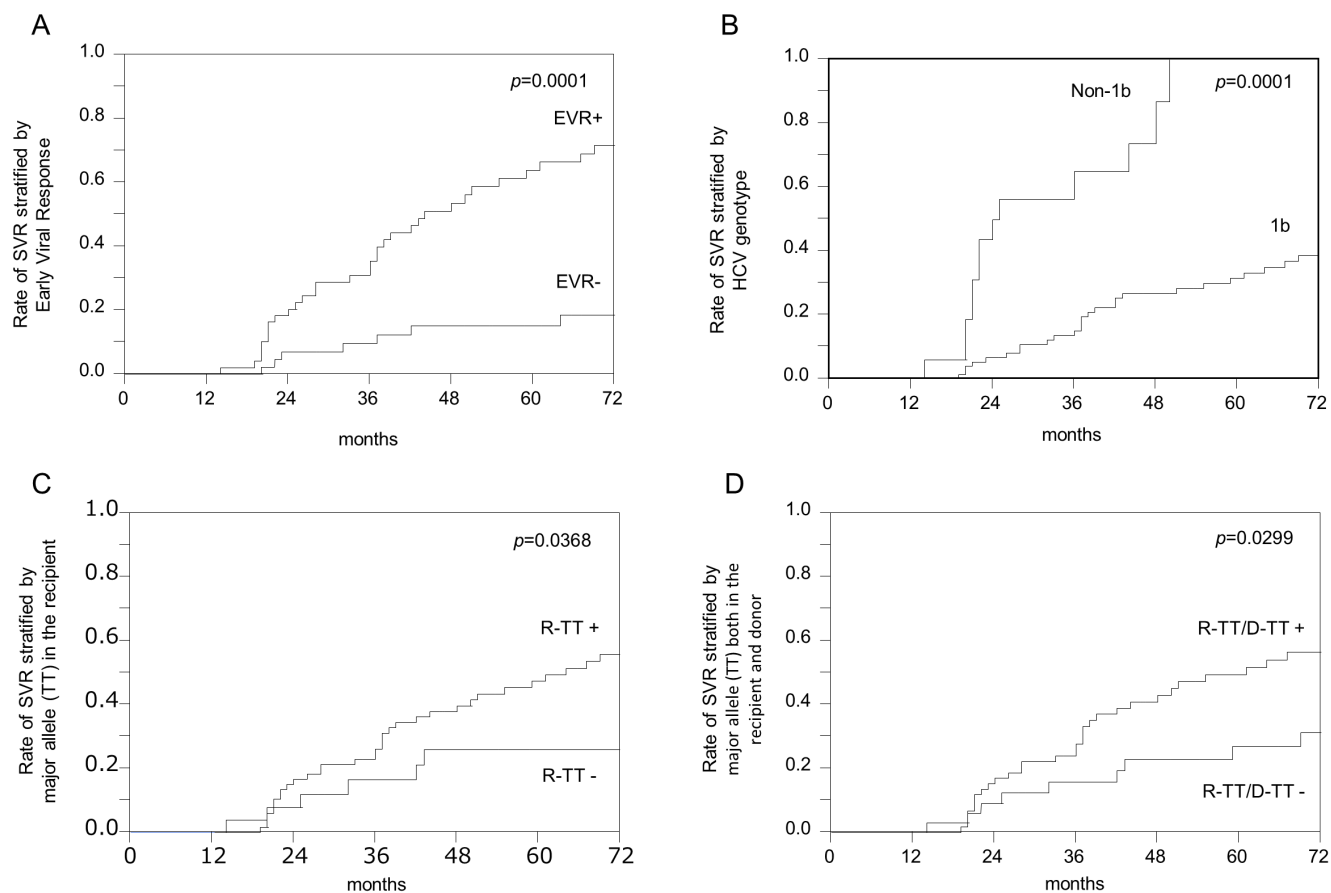 A
Rate of SVR stratified by
Early Viral Response
1.0
0.8
0.6
0.4
0.2
0.0
p=0.0001
EVR+
EVR-
0 12 24 36 48 60 72
months
B
Rate of SVR stratified by
HCV genotype
1.0
0.8
0.6
0.4
0.2
0.0
Non-1b
p=0.0001
1b
0 12 24 36 48 60 72
months
C
Rate of SVR stratified by
major allele (TT) in the recipient
1.0
0.8
0.6
0.4
0.2
0.0
p=0.0368
R-TT +
R-TT -
0 12 24 36 48 60 72
months
D
Rate of SVR stratified by
major allele (TT) both in the
recipient and donor
1.0
0.8
0.6
0.4
0.2
0.0
p=0.0299
R-TT/D-TT +
R-TT/D-TT -
0 12 24 36 48 60 72
months